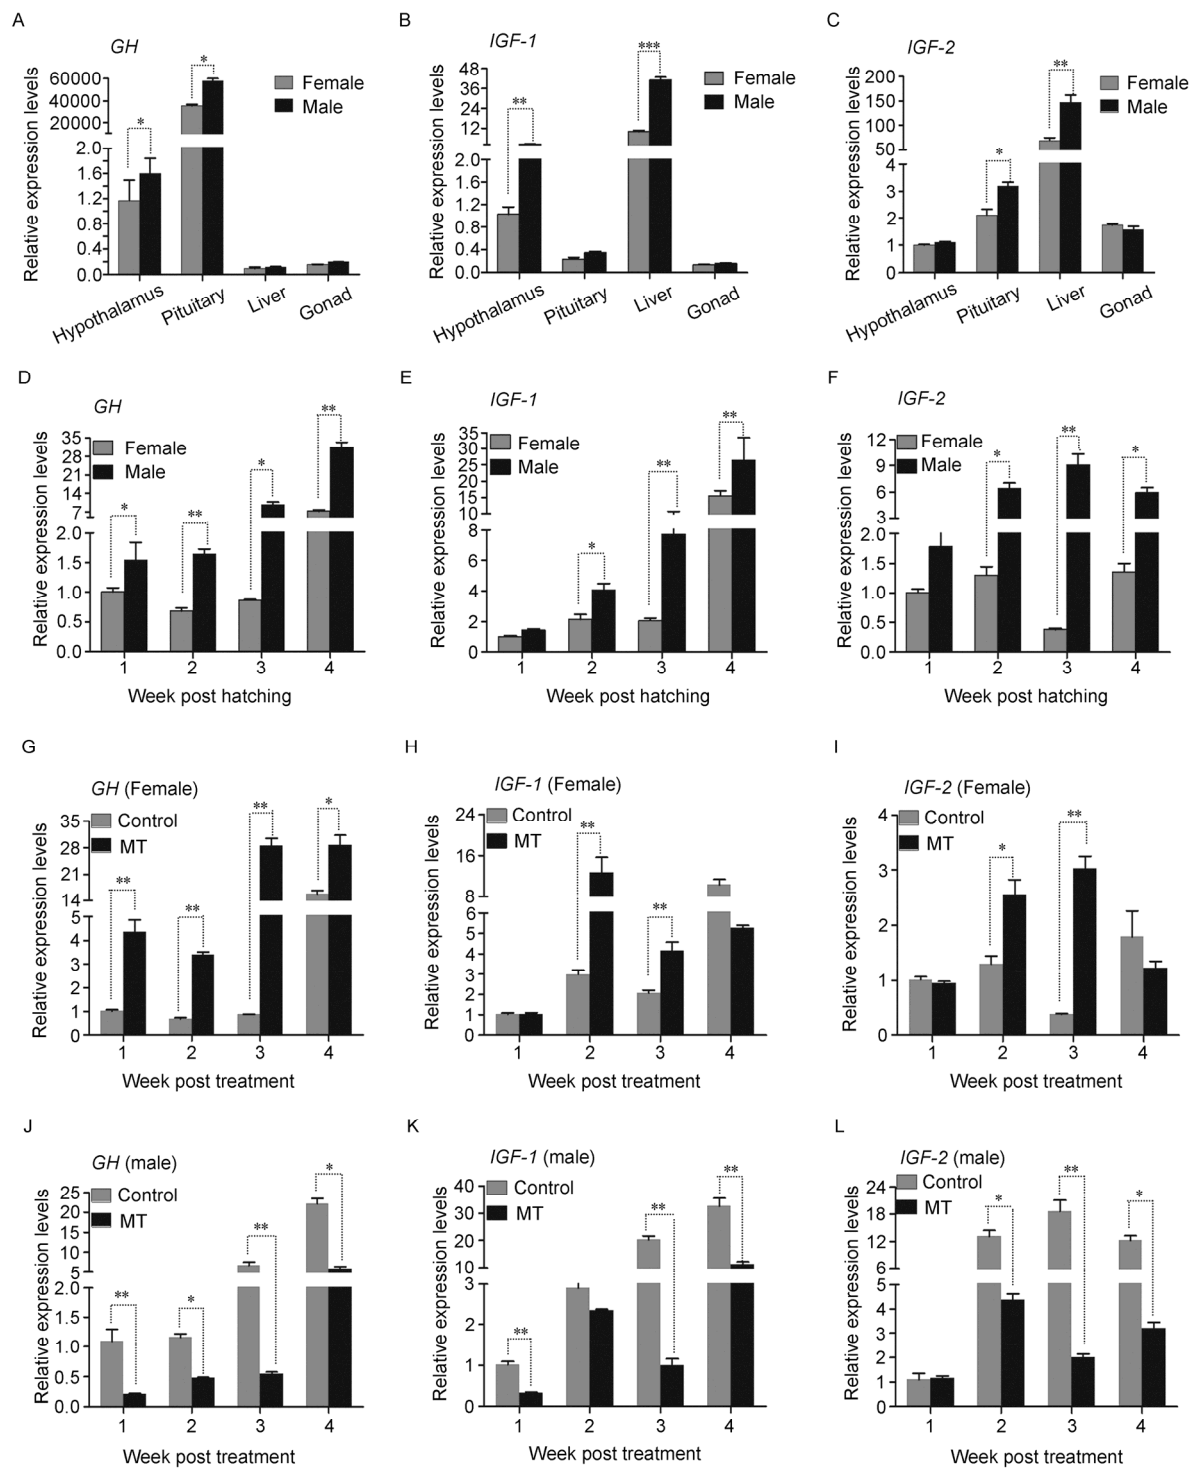 A
GH
Relative expression levels
60000
40000
20000
2.0
1.6
1.2
0.8
0.4
0.0
*
*
Female
Male
Hypothalamus
Pituitary
Liver
Gonad
B
IGF-1
Relative expression levels
48
36
24
12
2.0
1.6
1.2
0.8
0.4
0.0
**
***
Female
Male
Hypothalamus
Pituitary
Liver
Gonad
C
IGF-2
Relative expression levels
200
150
100
50
4
3
2
1
0
*
**
Female
Male
Hypothalamus
Pituitary
Liver
Gonad
D
GH
Relative expression levels
35
28
21
14
7
2.0
1.5
1.0
0.5
0.0
Female
Male
*
**
*
**
1 2 3 4
Week post hatching
E
IGF-1
Relative expression levels
35
30
25
20
15
10
8
6
4
2
0
Female
Male
*
**
**
1 2 3 4
Week post hatching
F
IGF-2
Relative expression levels
12
9
6
3
2.0
1.5
1.0
0.5
0.0
Female
Male
*
**
*
1 2 3 4
Week post hatching
G
GH (Female)
Relative expression levels
35
28
21
14
5
4
3
2
1
0
Control
MT
**
**
**
*
1 2 3 4
Week post treatment
H
IGF-1 (Female)
Relative expression levels
24
16
8
6
5
4
3
2
1
0
Control
MT
**
**
1 2 3 4
Week post treatment
I
IGF-2 (Female)
Relative expression levels
4
3
2
1
0
Control
MT
*
**
1 2 3 4
Week post treatment
J
GH (male)
Relative expression levels
25
20
15
10
5
2.0
1.5
1.0
0.5
0.0
Control
MT
**
*
**
*
1 2 3 4
Week post treatment
K
IGF-1 (male)
Relative expression levels
40
30
20
10
3
2
1
0
Control
MT
**
**
**
1 2 3 4
Week post treatment
L
IGF-2 (male)
Relative expression levels
24
18
12
6
5
4
3
2
1
0
Control
MT
*
**
*
1 2 3 4
Week post treatment